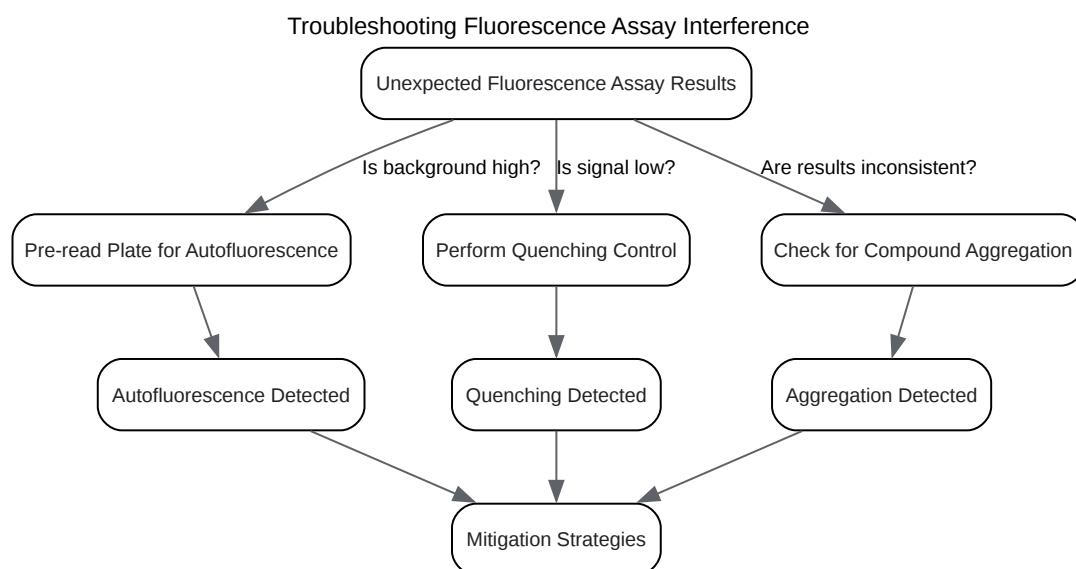 Troubleshooting Fluorescence Assay Interference
Unexpected Fluorescence Assay Results
Is background high?
Is signal low?
Are results inconsistent?
Pre-read Plate for Autofluorescence
Perform Quenching Control
Check for Compound Aggregation
Autofluorescence Detected
Quenching Detected
Aggregation Detected
Mitigation Strategies